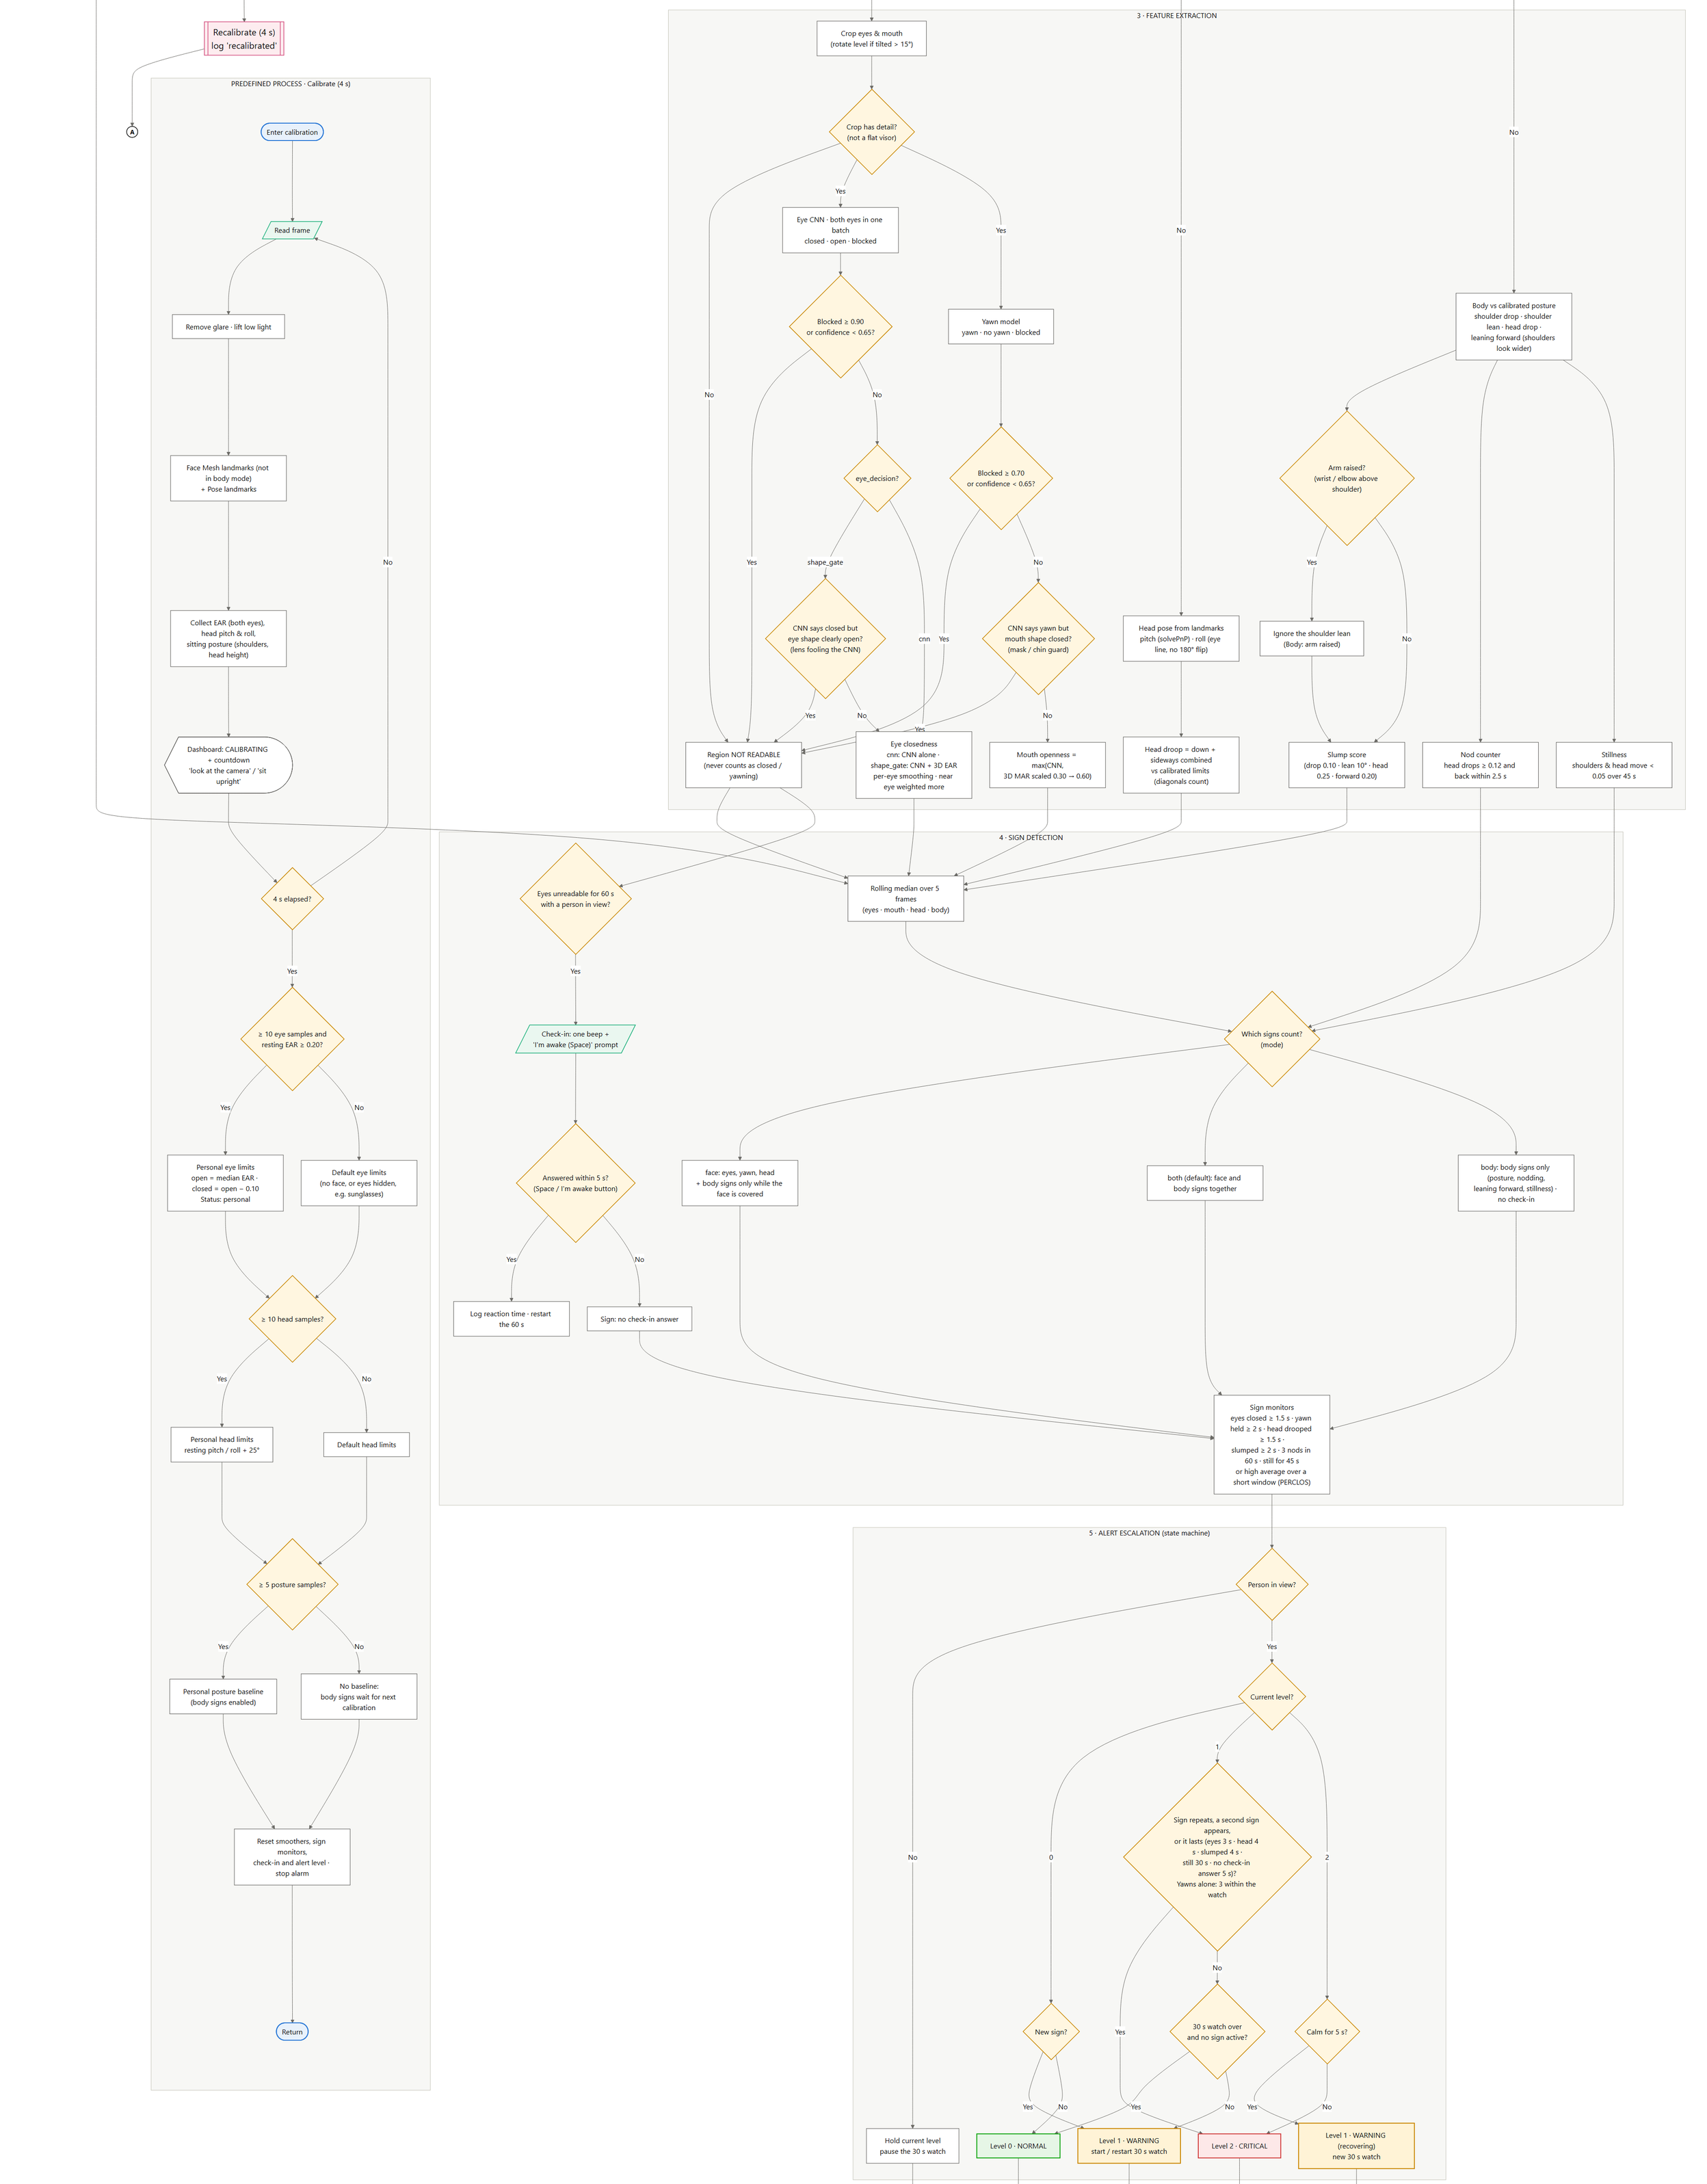 Recalibrate (4 s)
log 'recalibrated'
A
PREDEFINED PROCESS · Calibrate (4 s)
Enter calibration
Read frame
Remove glare · lift low light
Face Mesh landmarks (not
in body mode)
+ Pose landmarks
No
Collect EAR (both eyes),
head pitch & roll,
sitting posture (shoulders,
head height)
Dashboard: CALIBRATING
+ countdown
'look at the camera' / 'sit
upright'
4 s elapsed?
Yes
≥ 10 eye samples and
resting EAR ≥ 0.20?
Yes
No
Personal eye limits
open = median EAR ·
closed = open − 0.10
Status: personal
Default eye limits
(no face, or eyes hidden,
e.g. sunglasses)
≥ 10 head samples?
Yes
No
Personal head limits
resting pitch / roll + 25°
Default head limits
≥ 5 posture samples?
Yes
No
Personal posture baseline
(body signs enabled)
No baseline:
body signs wait for next
calibration
Reset smoothers, sign
monitors,
check-in and alert level ·
stop alarm
Return
3 · FEATURE EXTRACTION
Crop eyes & mouth
(rotate level if tilted > 15°)
Crop has detail?
(not a flat visor)
No
Yes
Yes
No
No
Eye CNN · both eyes in one
batch
closed · open · blocked
Blocked ≥ 0.90
or confidence < 0.65?
Yawn model
yawn · no yawn · blocked
Body vs calibrated posture
shoulder drop · shoulder
lean · head drop ·
leaning forward (shoulders
look wider)
No
No
eye_decision?
Blocked ≥ 0.70
or confidence < 0.65?
Arm raised?
(wrist / elbow above
shoulder)
Yes
shape_gate
No
Yes
CNN says closed but
eye shape clearly open?
(lens fooling the CNN)
cnn
Yes
CNN says yawn but
mouth shape closed?
(mask / chin guard)
Head pose from landmarks
pitch (solvePnP) · roll (eye
line, no 180° flip)
Ignore the shoulder lean
(Body: arm raised)
No
Yes
No
Yes
No
Region NOT READABLE
(never counts as closed /
yawning)
Eye closedness
cnn: CNN alone ·
shape_gate: CNN + 3D EAR
per-eye smoothing · near
eye weighted more
Mouth openness =
max(CNN,
3D MAR scaled 0.30 → 0.60)
Head droop = down +
sideways combined
vs calibrated limits
(diagonals count)
Slump score
(drop 0.10 · lean 10° · head
0.25 · forward 0.20)
Nod counter
head drops ≥ 0.12 and
back within 2.5 s
Stillness
shoulders & head move <
0.05 over 45 s
4 · SIGN DETECTION
Eyes unreadable for 60 s
with a person in view?
Rolling median over 5
frames
(eyes · mouth · head · body)
Yes
Check-in: one beep +
'I'm awake (Space)' prompt
Which signs count?
(mode)
Answered within 5 s?
(Space / I'm awake button)
face: eyes, yawn, head
+ body signs only while the
face is covered
both (default): face and
body signs together
body: body signs only
(posture, nodding,
leaning forward, stillness) ·
no check-in
Yes
No
Log reaction time · restart
the 60 s
Sign: no check-in answer
Sign monitors
eyes closed ≥ 1.5 s · yawn
held ≥ 2 s · head drooped
≥ 1.5 s ·
slumped ≥ 2 s · 3 nods in
60 s · still for 45 s
or high average over a
short window (PERCLOS)
5 · ALERT ESCALATION (state machine)
Person in view?
Yes
Current level?
1
Sign repeats, a second sign
appears,
or it lasts (eyes 3 s · head 4
s · slumped 4 s ·
still 30 s · no check-in
answer 5 s)?
Yawns alone: 3 within the
watch
No
0
2
No
New sign?
Yes
30 s watch over
and no sign active?
Calm for 5 s?
Yes
No
Yes
No
Yes
No
Hold current level
pause the 30 s watch
Level 0 · NORMAL
Level 1 · WARNING
start / restart 30 s watch
Level 2 · CRITICAL
Level 1 · WARNING
(recovering)
new 30 s watch